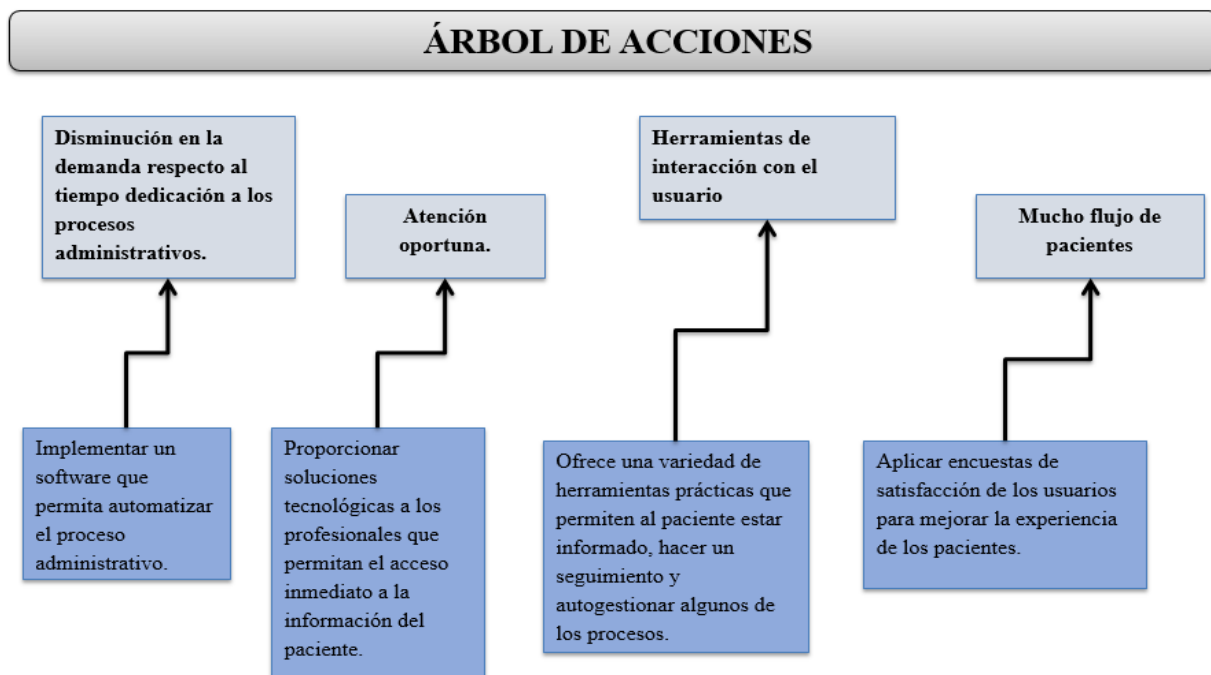 ÁRBOL DE ACCIONES
Disminución en la
demanda respecto al
tiempo dedicación a los
procesos
administrativos.
Atención
oportuna.
Herramientas de
interacción con el
usuario
Mucho flujo de
pacientes
Implementar un
software que
permita automatizar
el proceso
administrativo.
Proporcionar
soluciones
tecnológicas a los
profesionales que
permitan el acceso
inmediato a la
información del
paciente.
Ofrece una variedad de
herramientas prácticas que
permiten al paciente estar
informado, hacer un
seguimiento y
autogestionar algunos de
los procesos.
Aplicar encuestas de
satisfacción de los usuarios
para mejorar la experiencia
de los pacientes.